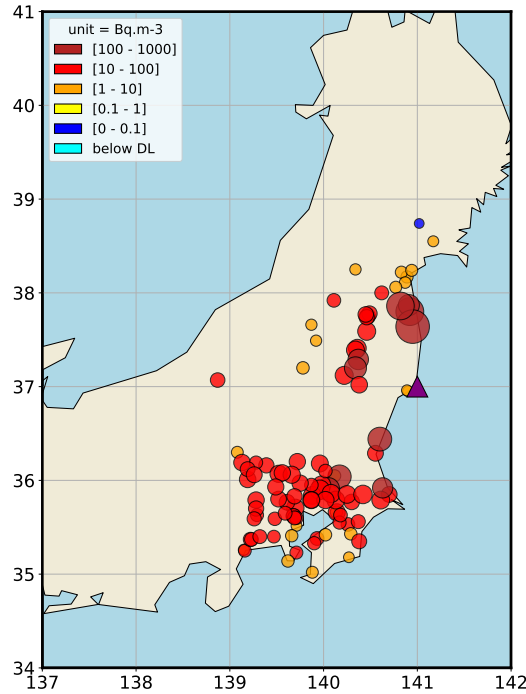 41
unit = Bq.m-3
[100 - 1000]
[10 - 100]
[1 - 10]
[0.1 - 1]
[0 - 0.1]
below DL
40
39
38
37
36
35
34
137 138 139 140 141 142